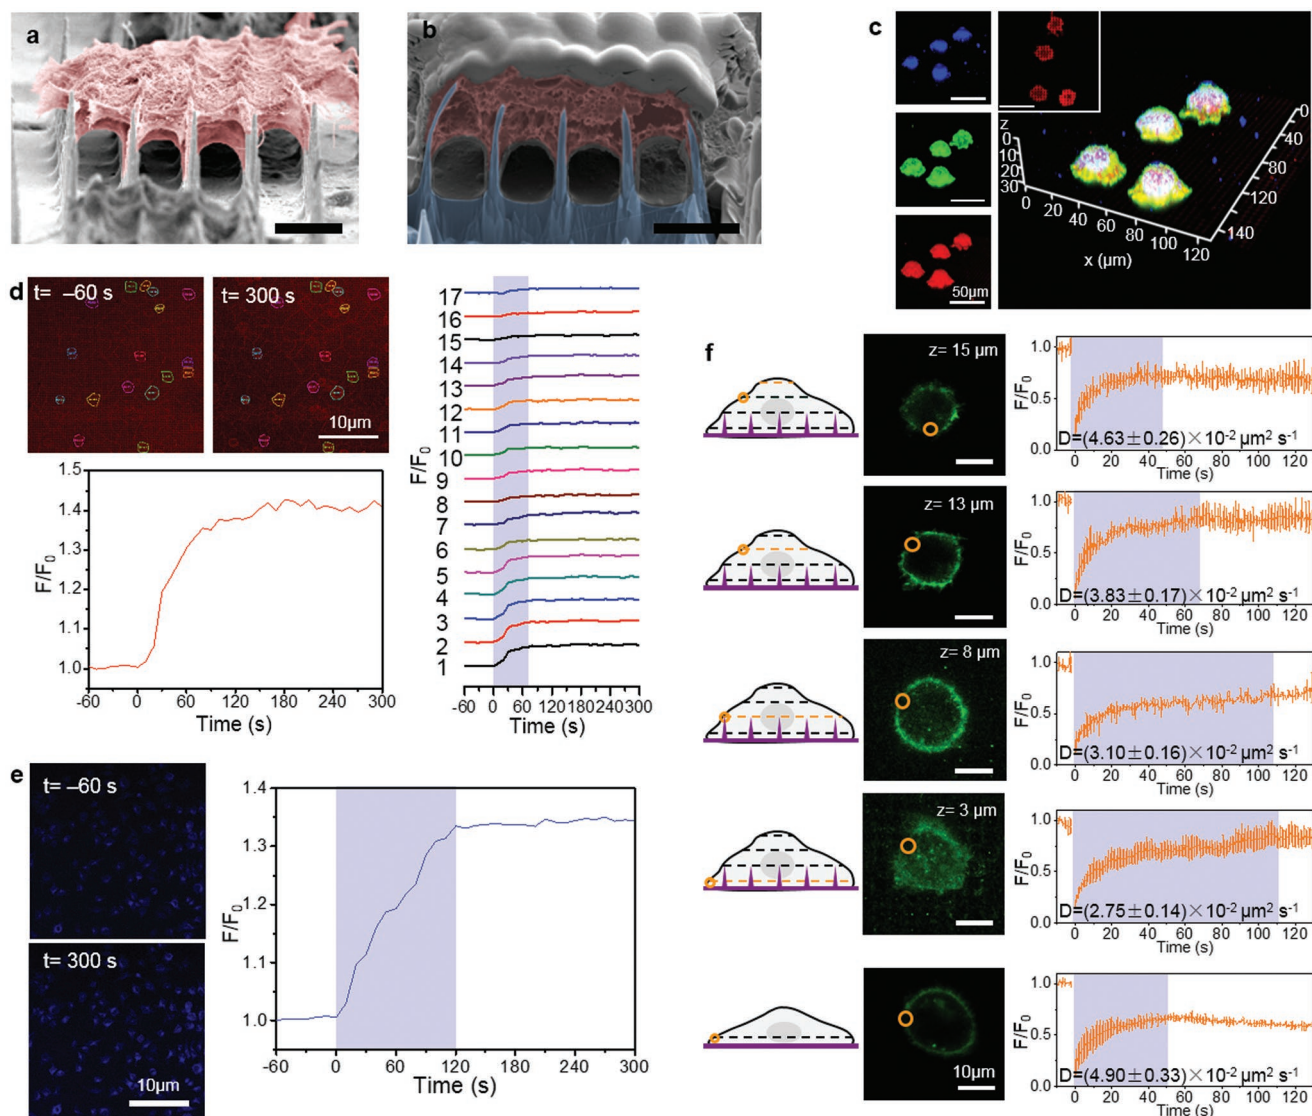 a
b
c
50μm
z
0
10
20
30
0
20
40
60
80
100
120
x (μm)
0
40
80
120
140
d
t= –60 s
t= 300 s
10μm
1.5
1.4
1.3
1.2
1.1
1.0
F/F0
-60 0 60 120 180 240 300
Time (s)
17
16
15
14
13
12
11
10
9
8
7
6
5
4
3
2
1
F/F0
-60 0 60 120 180 240 300
Time (s)
e
t= –60 s
t= 300 s
10μm
1.4
1.3
1.2
1.1
1.0
F/F0
-60 0 60 120 180 240 300
Time (s)
f
z= 15 μm
1.0
0.5
0.0
F/F0
D=(4.63±0.26)×10-2 μm2 s-1
0 20 40 60 80 100 120
Time (s)
z= 13 μm
1.0
0.5
0.0
F/F0
D=(3.83±0.17)×10-2 μm2 s-1
0 20 40 60 80 100 120
Time (s)
z= 8 μm
1.0
0.5
0.0
F/F0
D=(3.10±0.16)×10-2 μm2 s-1
0 20 40 60 80 100 120
Time (s)
z= 3 μm
1.0
0.5
0.0
F/F0
D=(2.75±0.14)×10-2 μm2 s-1
0 20 40 60 80 100 120
Time (s)
10μm
1.0
0.5
0.0
F/F0
D=(4.90±0.33)×10-2 μm2 s-1
0 20 40 60 80 100 120
Time (s)